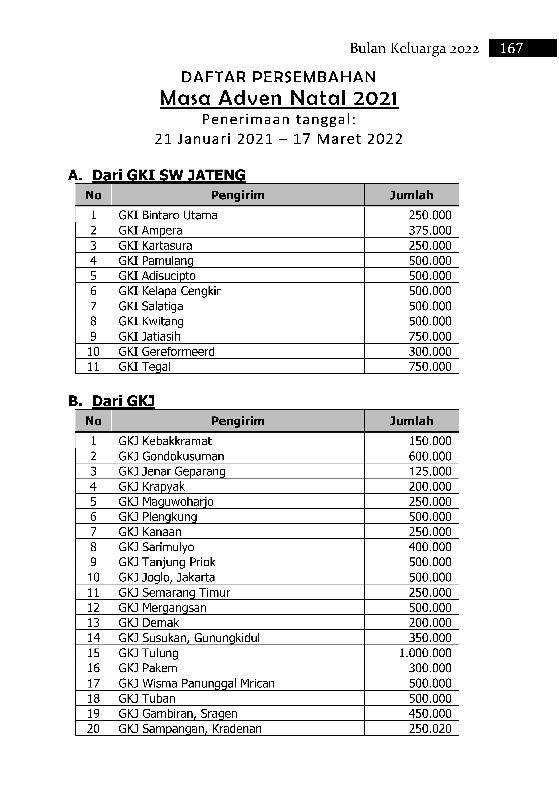 Bulan Keluarga 2022 167
DAFTAR PERSEMBAHAN
Masa Adven Natal 2021
Penerimaan tanggal:
21 Januari 2021 – 17 Maret 2022
A. Dari GKI SW JATENG
No Pengirim Jumlah
1 GKI Bintaro Utama 250.000
2 GKI Ampera 375.000
3 GKI Kartasura 250.000
4 GKI Pamulang 500.000
5 GKI Adisucipto 500.000
6 GKI Kelapa Cengkir 500.000
7 GKI Salatiga 500.000
8 GKI Kwitang 500.000
9 GKI Jatiasih 750.000
10 GKI Gereformeerd 300.000
11 GKI Tegal 750.000
B. Dari GKJ
No Pengirim Jumlah
1 GKJ Kebakkramat 150.000
2 GKJ Gondokusuman 600.000
3 GKJ Jenar Geparang 125.000
4 GKJ Krapyak 200.000
5 GKJ Maguwoharjo 250.000
6 GKJ Plengkung 500.000
7 GKJ Kanaan 250.000
8 GKJ Sarimulyo 400.000
9 GKJ Tanjung Priok 500.000
10 GKJ Joglo, Jakarta 500.000
11 GKJ Semarang Timur 250.000
12 GKJ Mergangsan 500.000
13 GKJ Demak 200.000
14 GKJ Susukan, Gunungkidul 350.000
15 GKJ Tulung 1.000.000
16 GKJ Pakem 300.000
17 GKJ Wisma Panunggal Mrican 500.000
18 GKJ Tuban 500.000
19 GKJ Gambiran, Sragen 450.000
20 GKJ Sampangan, Kradenan 250.020